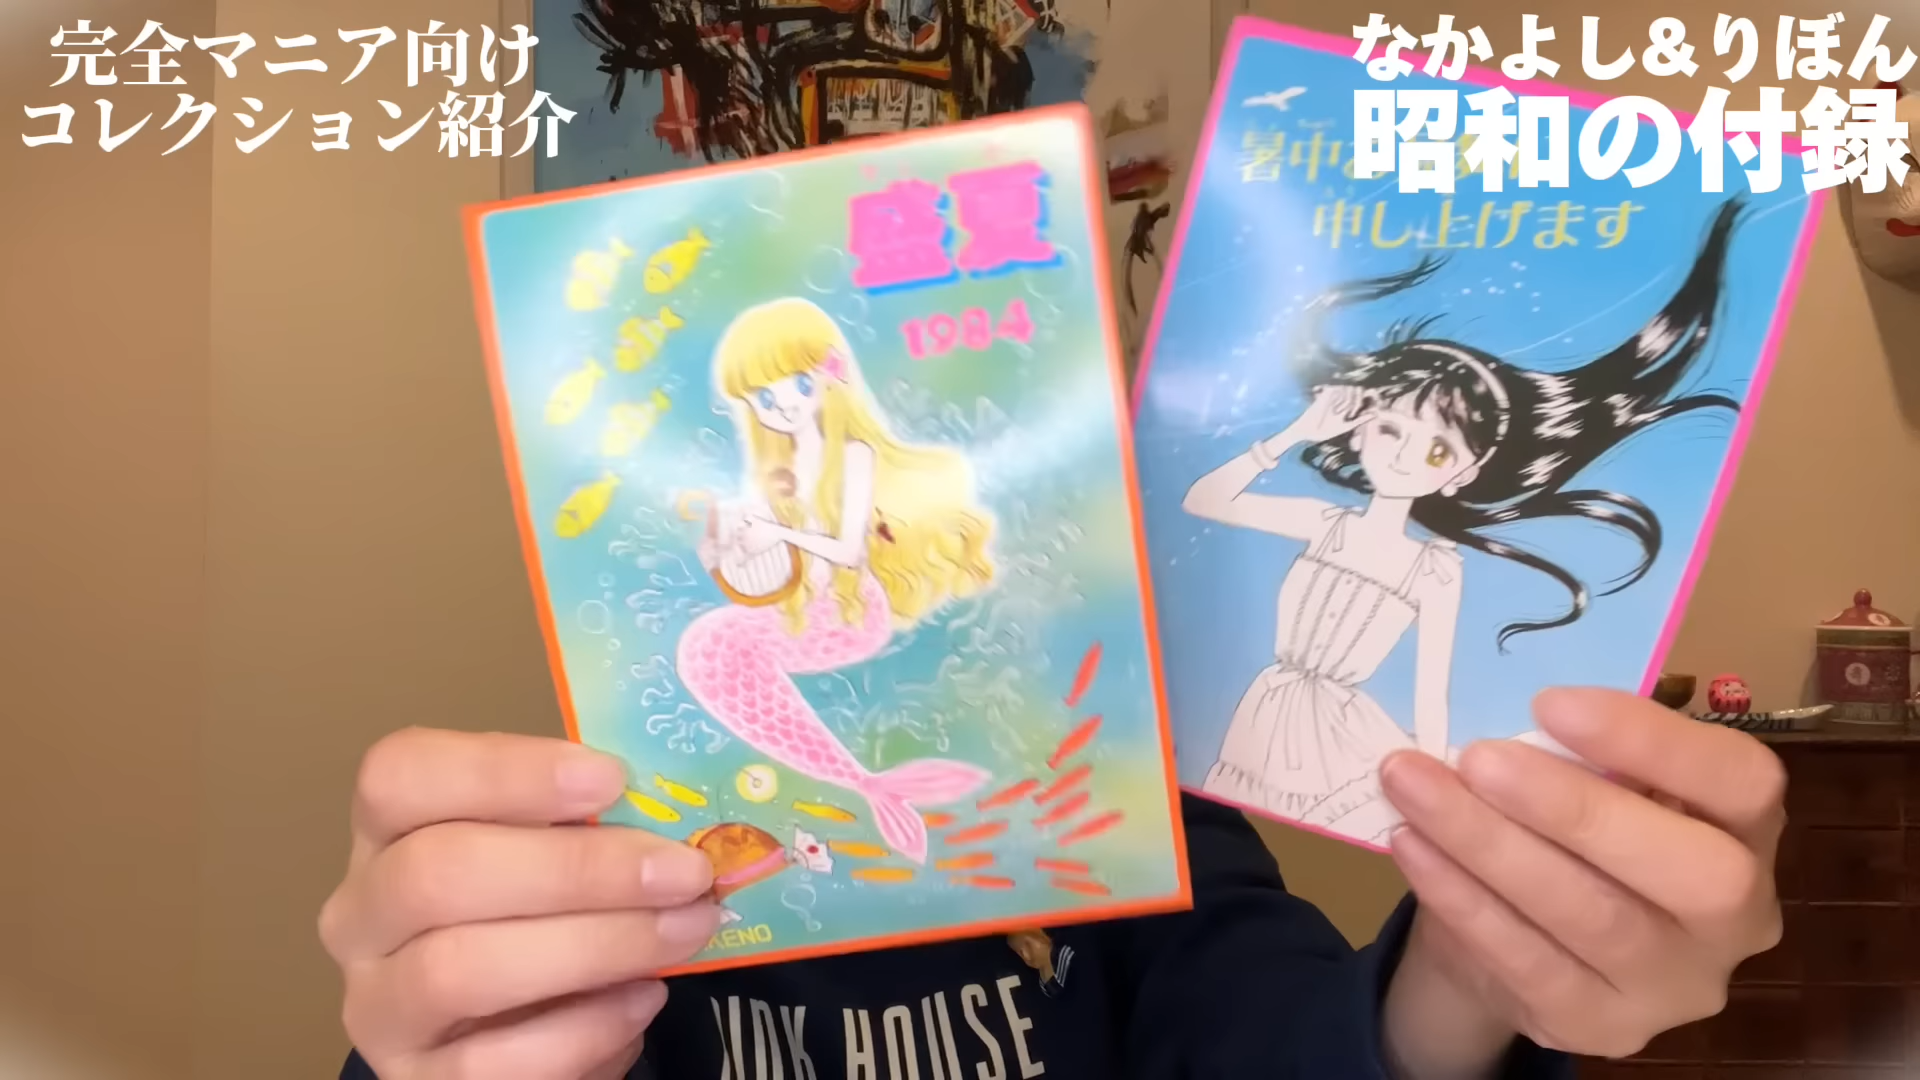 完全マニア向け
コレクション紹介
なかよし&りぼん
昭和の付録
盛夏
1984
暑中
申し上げます
KENO
HOUSE